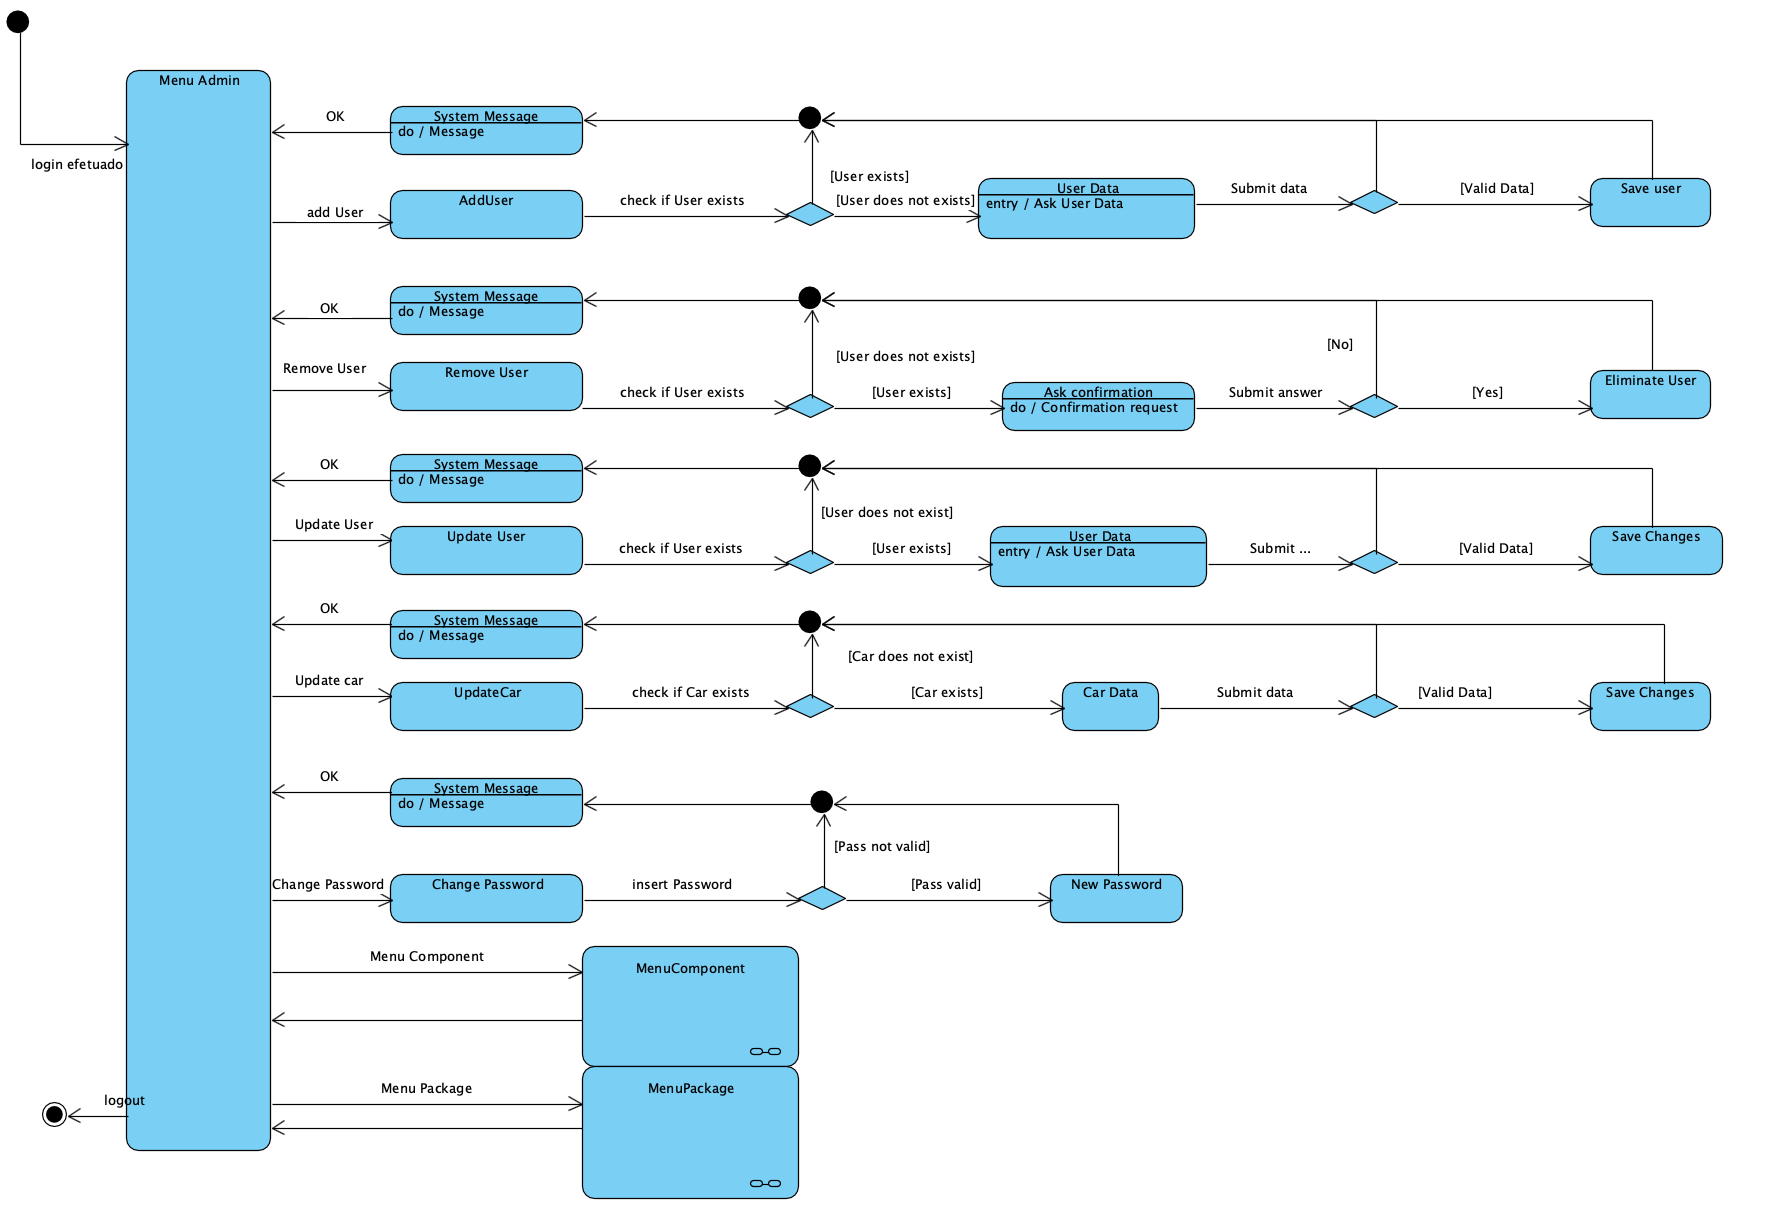 Menu Admin
login efetuado
OK
System Message
do / Message
[User exists]
add User
AddUser
check if User exists
[User does not exists]
User Data
entry / Ask User Data
Submit data
[Valid Data]
Save user
OK
System Message
do / Message
[User does not exists]
[No]
Remove User
Remove User
check if User exists
[User exists]
Ask confirmation
do / Confirmation request
Submit answer
[Yes]
Eliminate User
OK
System Message
do / Message
[User does not exist]
Update User
Update User
check if User exists
[User exists]
User Data
entry / Ask User Data
Submit ...
[Valid Data]
Save Changes
OK
System Message
do / Message
[Car does not exist]
Update car
UpdateCar
check if Car exists
[Car exists]
Car Data
Submit data
[Valid Data]
Save Changes
OK
System Message
do / Message
[Pass not valid]
Change Password
Change Password
insert Password
[Pass valid]
New Password
Menu Component
MenuComponent
Menu Package
MenuPackage
logout